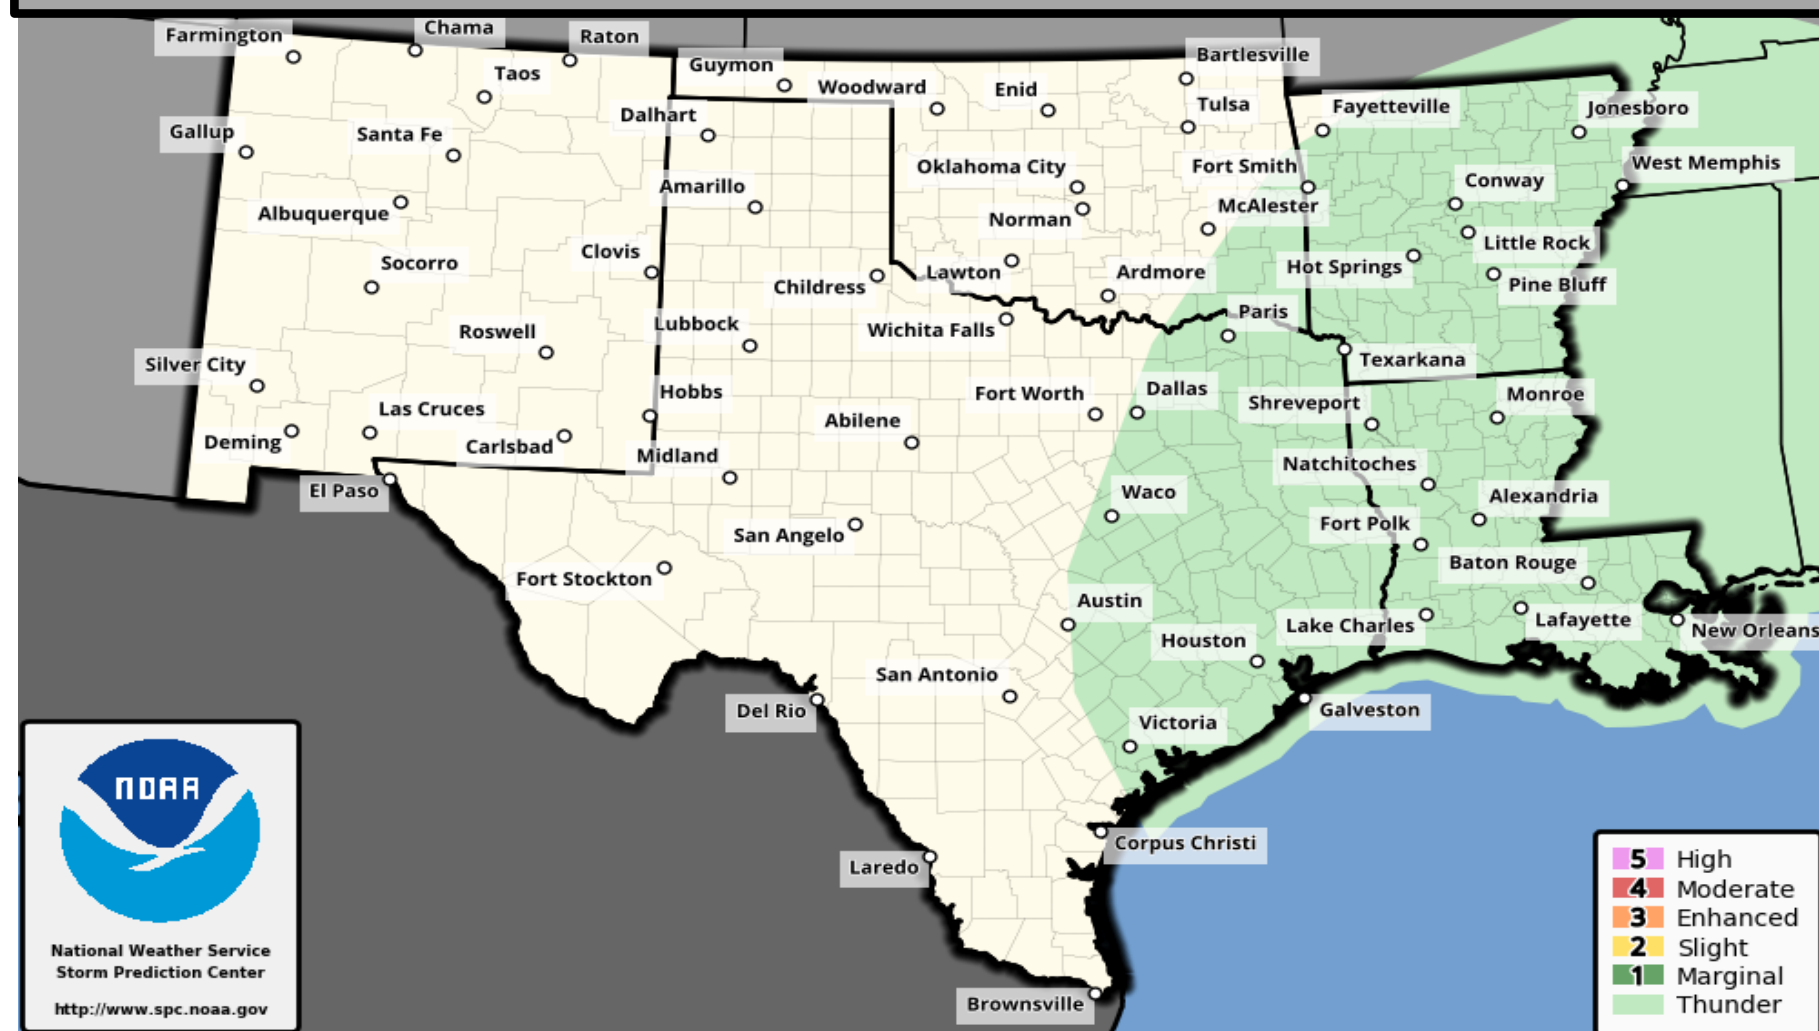 Farmington
Chama
Raton
Taos
Guymon
Woodward
Enid
Bartlesville
Tulsa
Fayetteville
Jonesboro
Gallup
Santa Fe
Dalhart
Oklahoma City
Fort Smith
Conway
West Memphis
Albuquerque
Amarillo
Norman
McAlester
Little Rock
Socorro
Clovis
Childress
Lawton
Ardmore
Hot Springs
Pine Bluff
Roswell
Lubbock
Wichita Falls
Paris
Texarkana
Silver City
Las Cruces
Hobbs
Abilene
Fort Worth
Dallas
Shreveport
Monroe
Deming
Carlsbad
Midland
Natchitoches
El Paso
San Angelo
Waco
Alexandria
Fort Polk
Fort Stockton
Austin
Baton Rouge
Houston
Lake Charles
Lafayette
New Orleans
San Antonio
Del Rio
Victoria
Galveston
Corpus Christi
Laredo
Brownsville
NOAA
National Weather Service
Storm Prediction Center
http://www.spc.noaa.gov
5 High
4 Moderate
3 Enhanced
2 Slight
1 Marginal
Thunder